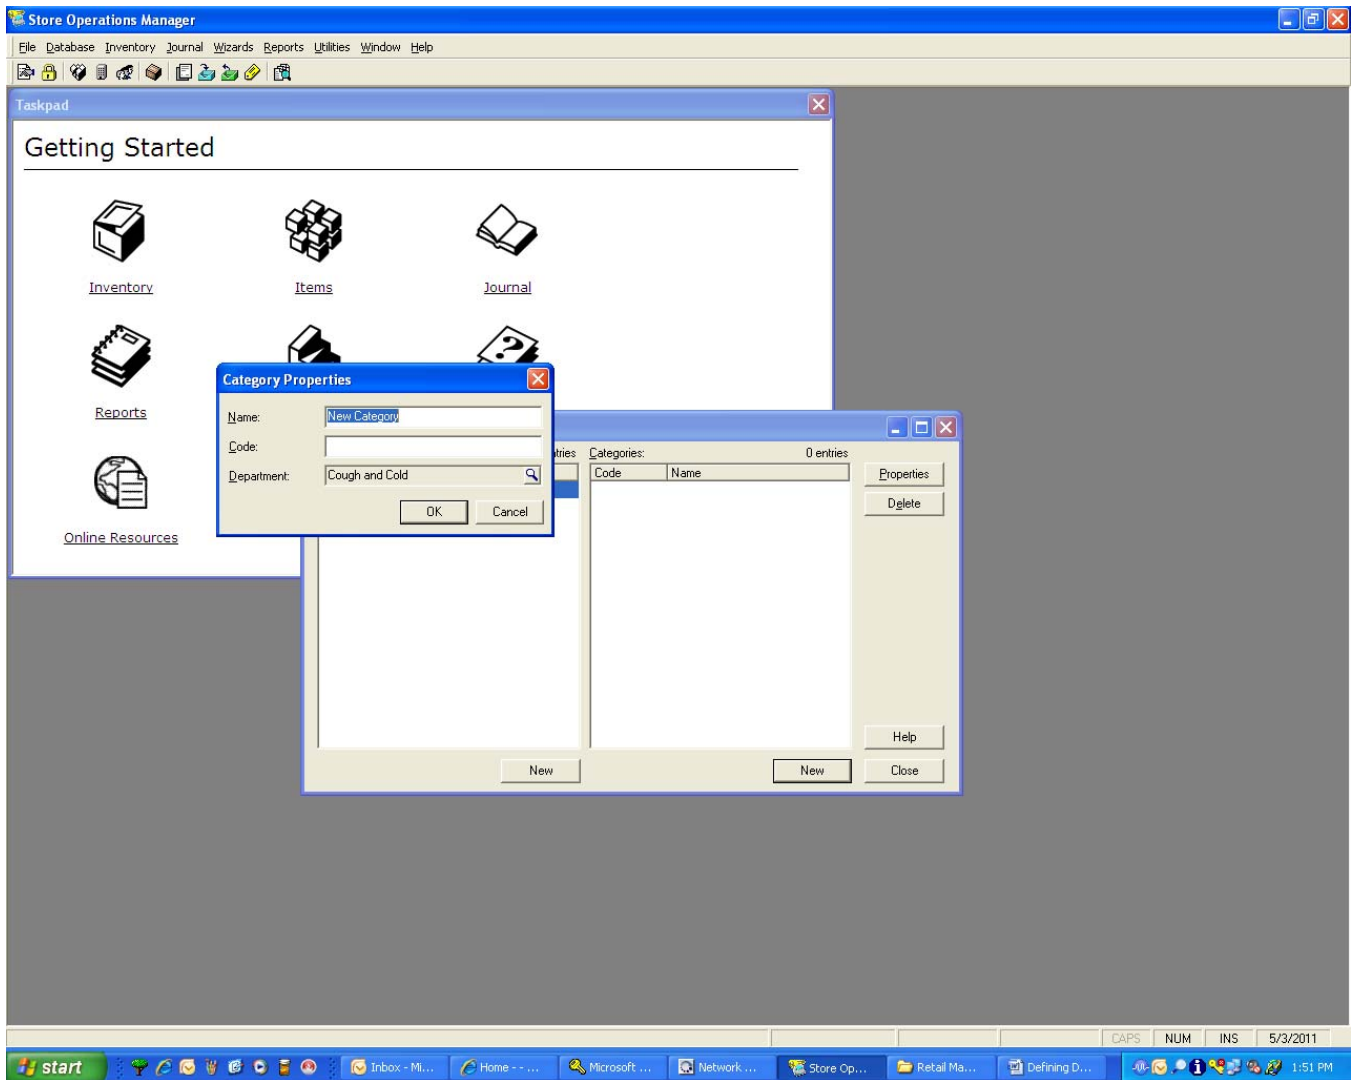 Store Operations Manager
File Database Inventory Journal Wizards Reports Utilities Window Help
Taskpad
Getting Started
Inventory Items Journal
Reports
Online Resources
Category Properties
Name: New Category
Code:
Department: Cough and Cold
OK Cancel
Categories: 0 entries
Code Name
Properties
Delete
Help
New New Close
CAPS NUM INS 5/3/2011
start Inbox - Mi... Home - - ... Microsoft ... Network ... Store Op... Retail Ma... Defining D... 1:51 PM